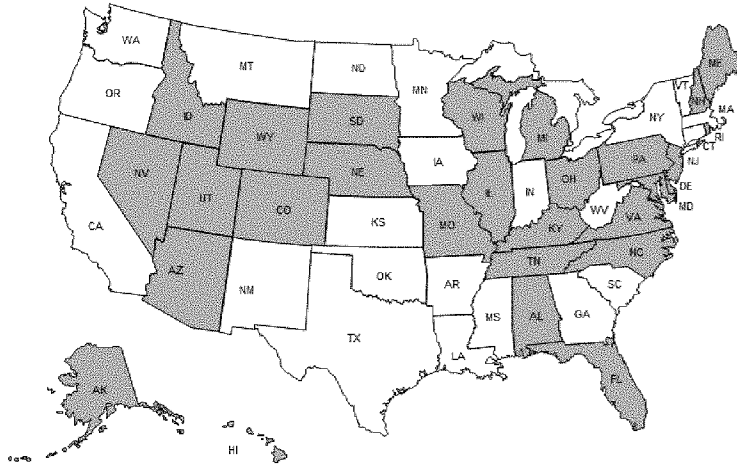 WA
MT
ND
MN
VT
ME
NH
MA
OR
ID
WY
SD
WI
MI
NY
RI
CT
NV
UT
CO
NE
IA
IL
IN
OH
PA
NJ
DE
MD
CA
KS
MO
KY
WV
VA
AZ
NM
OK
AR
TN
NC
SC
TX
LA
MS
AL
GA
FL
AK
HI